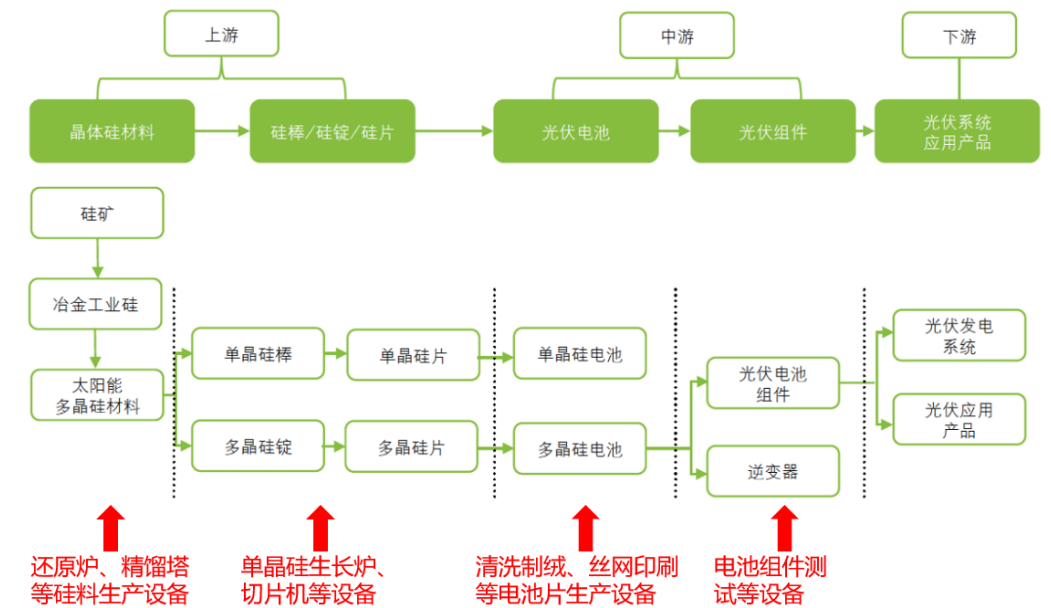 上游
中游
下游
晶体硅材料
硅棒/硅锭/硅片
光伏电池
光伏组件
光伏系统
应用产品
硅矿
冶金工业硅
太阳能
多晶硅材料
单晶硅棒
单晶硅片
单晶硅电池
多晶硅锭
多晶硅片
多晶硅电池
光伏电池
组件
逆变器
光伏发电
系统
光伏应用
产品
还原炉、精馏塔
等硅料生产设备
单晶硅生长炉、
切片机等设备
清洗制绒、丝网印刷
等电池片生产设备
电池组件测
试等设备